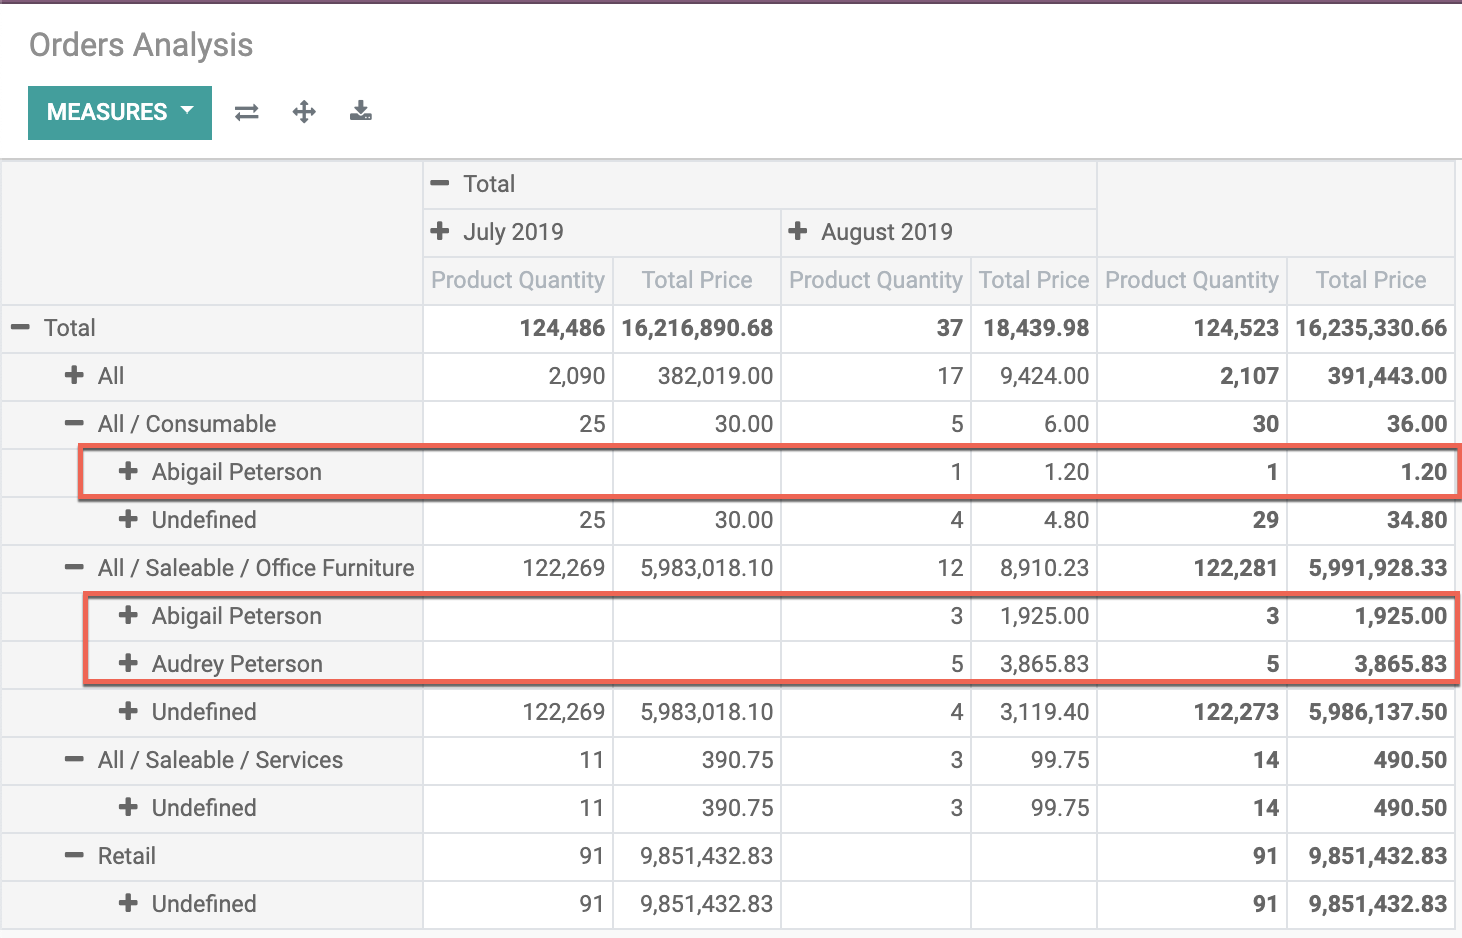 Orders Analysis
MEASURES
Total
July 2019 August 2019
Product Quantity Total Price Product Quantity Total Price Product Quantity Total Price
Total 124,486 16,216,890.68 37 18,439.98 124,523 16,235,330.66
All 2,090 382,019.00 17 9,424.00 2,107 391,443.00
All / Consumable 25 30.00 5 6.00 30 36.00
Abigail Peterson 1 1.20 1 1.20
Undefined 25 30.00 4 4.80 29 34.80
All / Saleable / Office Furniture 122,269 5,983,018.10 12 8,910.23 122,281 5,991,928.33
Abigail Peterson 3 1,925.00 3 1,925.00
Audrey Peterson 5 3,865.83 5 3,865.83
Undefined 122,269 5,983,018.10 4 3,119.40 122,273 5,986,137.50
All / Saleable / Services 11 390.75 3 99.75 14 490.50
Undefined 11 390.75 3 99.75 14 490.50
Retail 91 9,851,432.83 91 9,851,432.83
Undefined 91 9,851,432.83 91 9,851,432.83